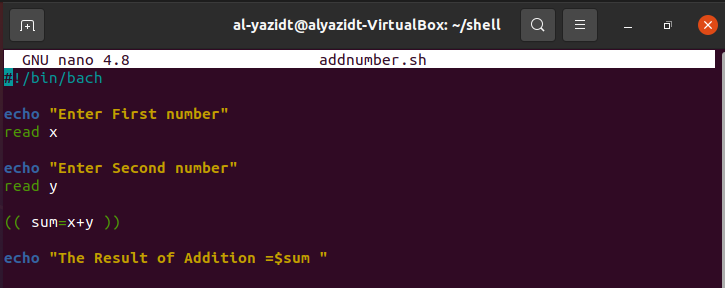 al-yazidt@alyazidt-VirtualBox: ~/shell
GNU nano 4.8 addnumber.sh
#!/bin/bach
echo "Enter First number"
read x
echo "Enter Second number"
read y
(( sum=x+y ))
echo "The Result of Addition =$sum "